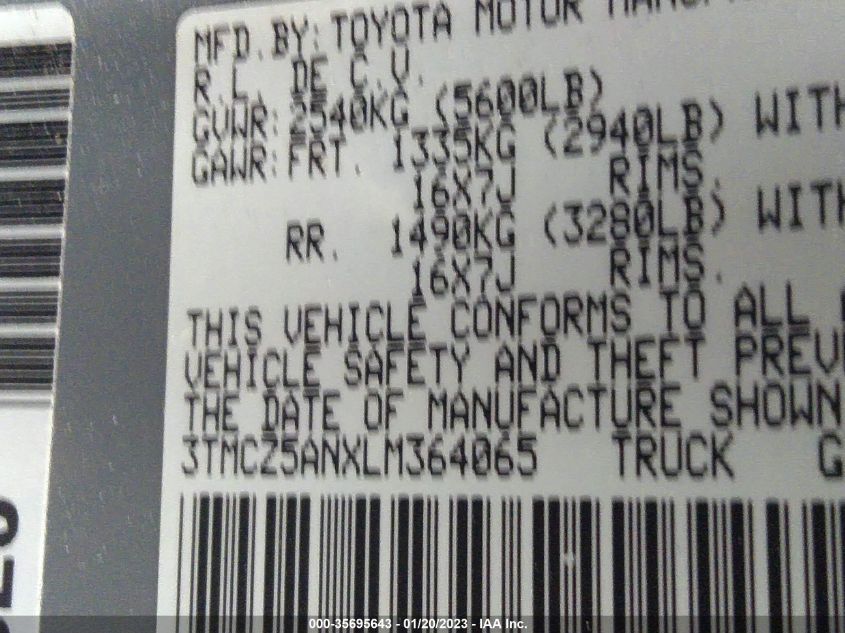 MFD.BY:TOYOTA MOTOR
R.L. DE C.V.
GVWR:2540KG (5600LB)
GAWR:FRT. 1335KG (2940LB) WITH
16X7J RIMS.
RR. 1490KG (3280LB) WITH
16X7J RIMS.
THIS VEHICLE CONFORMS TO ALL
VEHICLE SAFETY AND THEFT
THE DATE OF MANUFACTURE SHOWN
3TMCZ5ANXLM364065 TRUCK
000-35695643 - 01/20/2023 - IAA Inc.